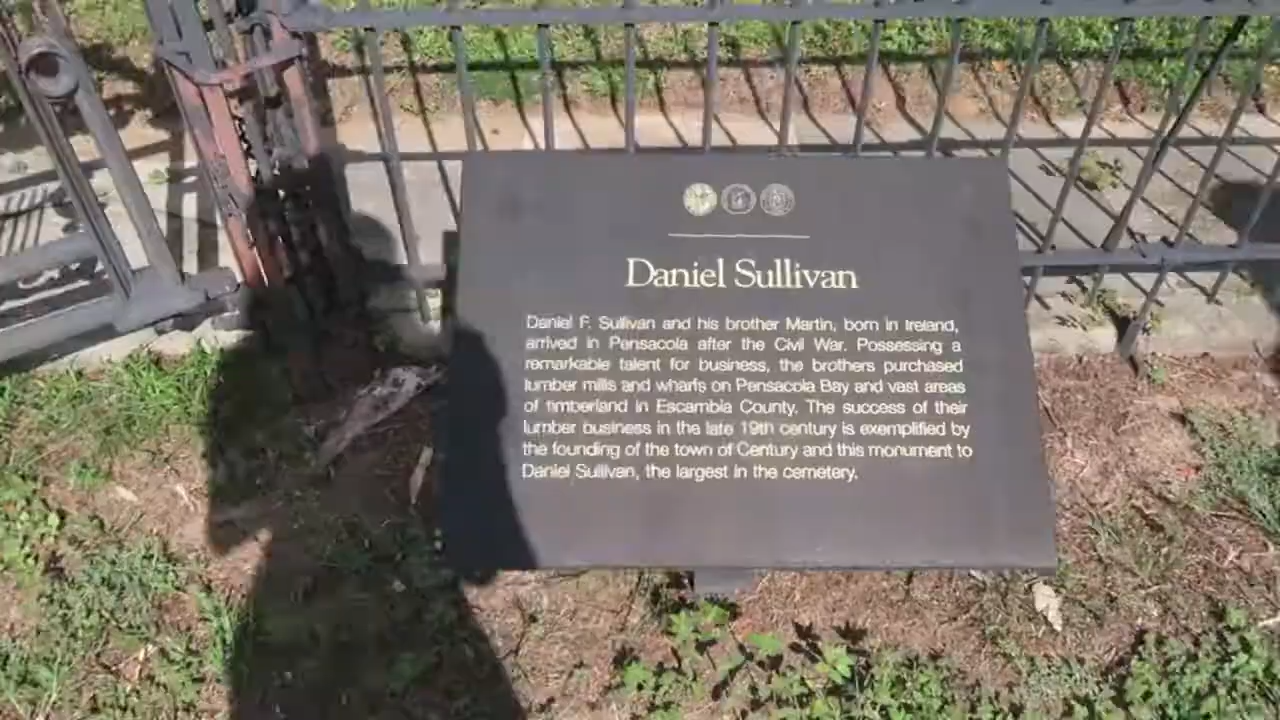 Daniel Sullivan
Daniel F. Sullivan and his brother Martin, born in Ireland,
arrived in Pensacola after the Civil War. Possessing a
remarkable talent for business, the brothers purchased
lumber mills and wharfs on Pensacola Bay and vast areas
of timberland in Escambia County. The success of their
lumber business in the late 19th century is exemplified by
the founding of the town of Century and this monument to
Daniel Sullivan, the largest in the cemetery.